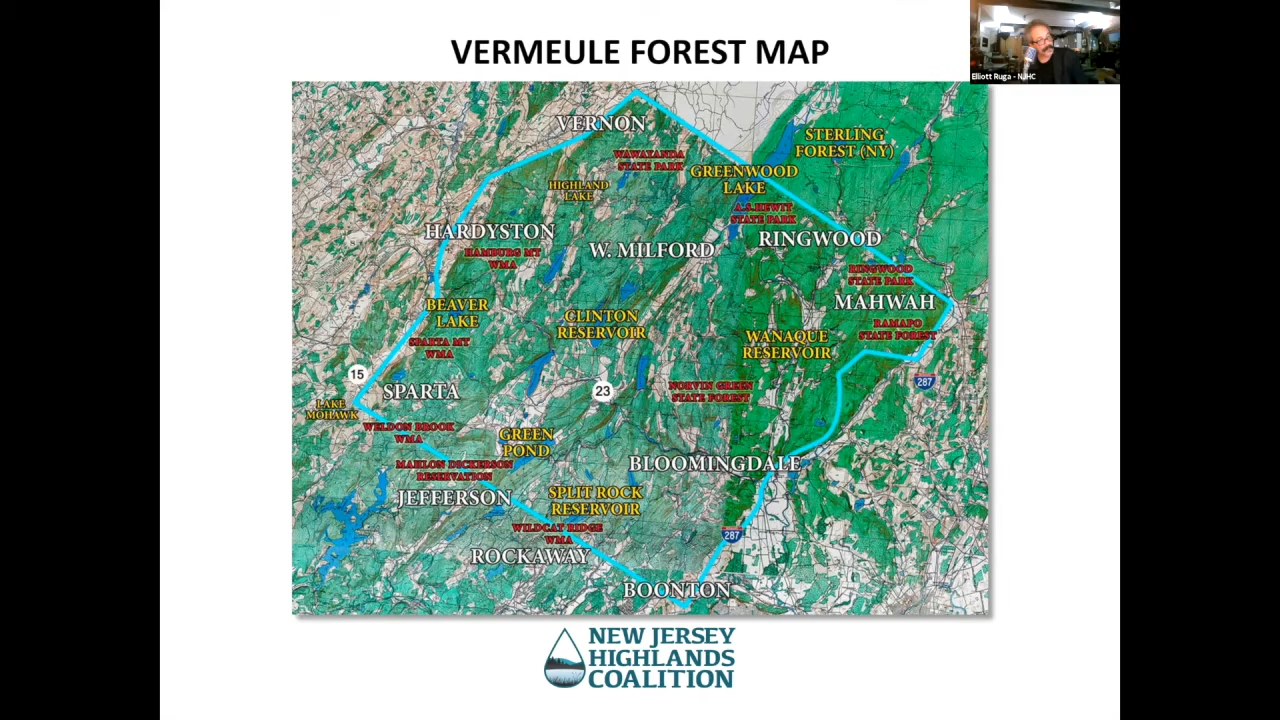 VERMEULE FOREST MAP
Elliott Ruga - NJHC
VERNON
STERLING
FOREST (NY)
WAWAYANDA
STATE PARK
GREENWOOD
LAKE
HIGHLAND
LAKE
A.S.HEWIT
STATE PARK
HARDYSTON
W. MILFORD
RINGWOOD
HAMBURG MT
WMA
RINGWOOD
STATE PARK
MAHWAH
BEAVER
LAKE
CLINTON
RESERVOIR
RAMAPO
STATE FOREST
WANAQUE
RESERVOIR
SPARTA MT
WMA
15
SPARTA
23
NORVIN GREEN
STATE FOREST
287
LAKE
MOHAWK
WELDON BROOK
WMA
GREEN
POND
MAHLON DICKERSON
RESERVATION
BLOOMINGDALE
JEFFERSON
SPLIT ROCK
RESERVOIR
WILDCAT RIDGE
WMA
287
ROCKAWAY
BOONTON
NEW JERSEY
HIGHLANDS
COALITION